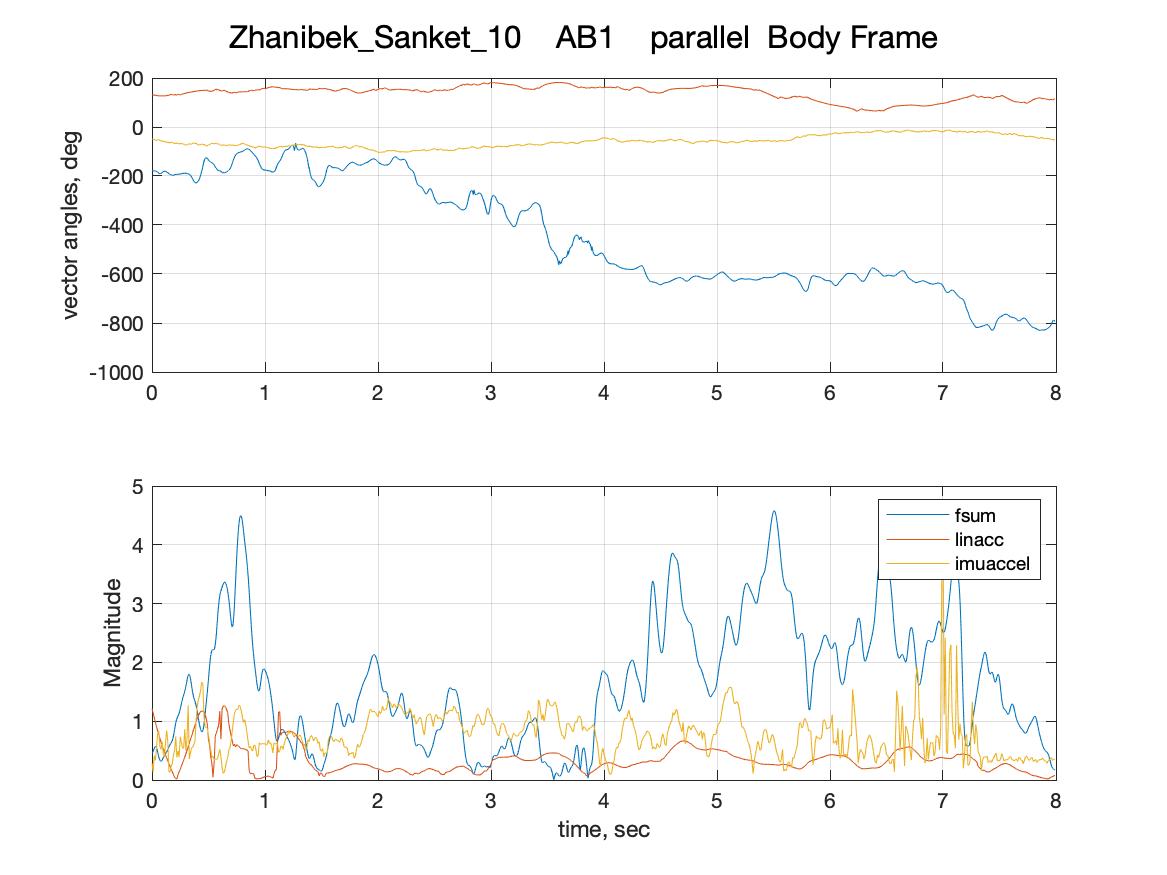 Zhanibek_Sanket_10 AB1 parallel Body Frame
vector angles, deg
200
0
-200
-400
-600
-800
-1000
0 1 2 3 4 5 6 7 8
Magnitude
5
4
3
2
1
0
fsum
linacc
imuaccel
0 1 2 3 4 5 6 7 8
time, sec